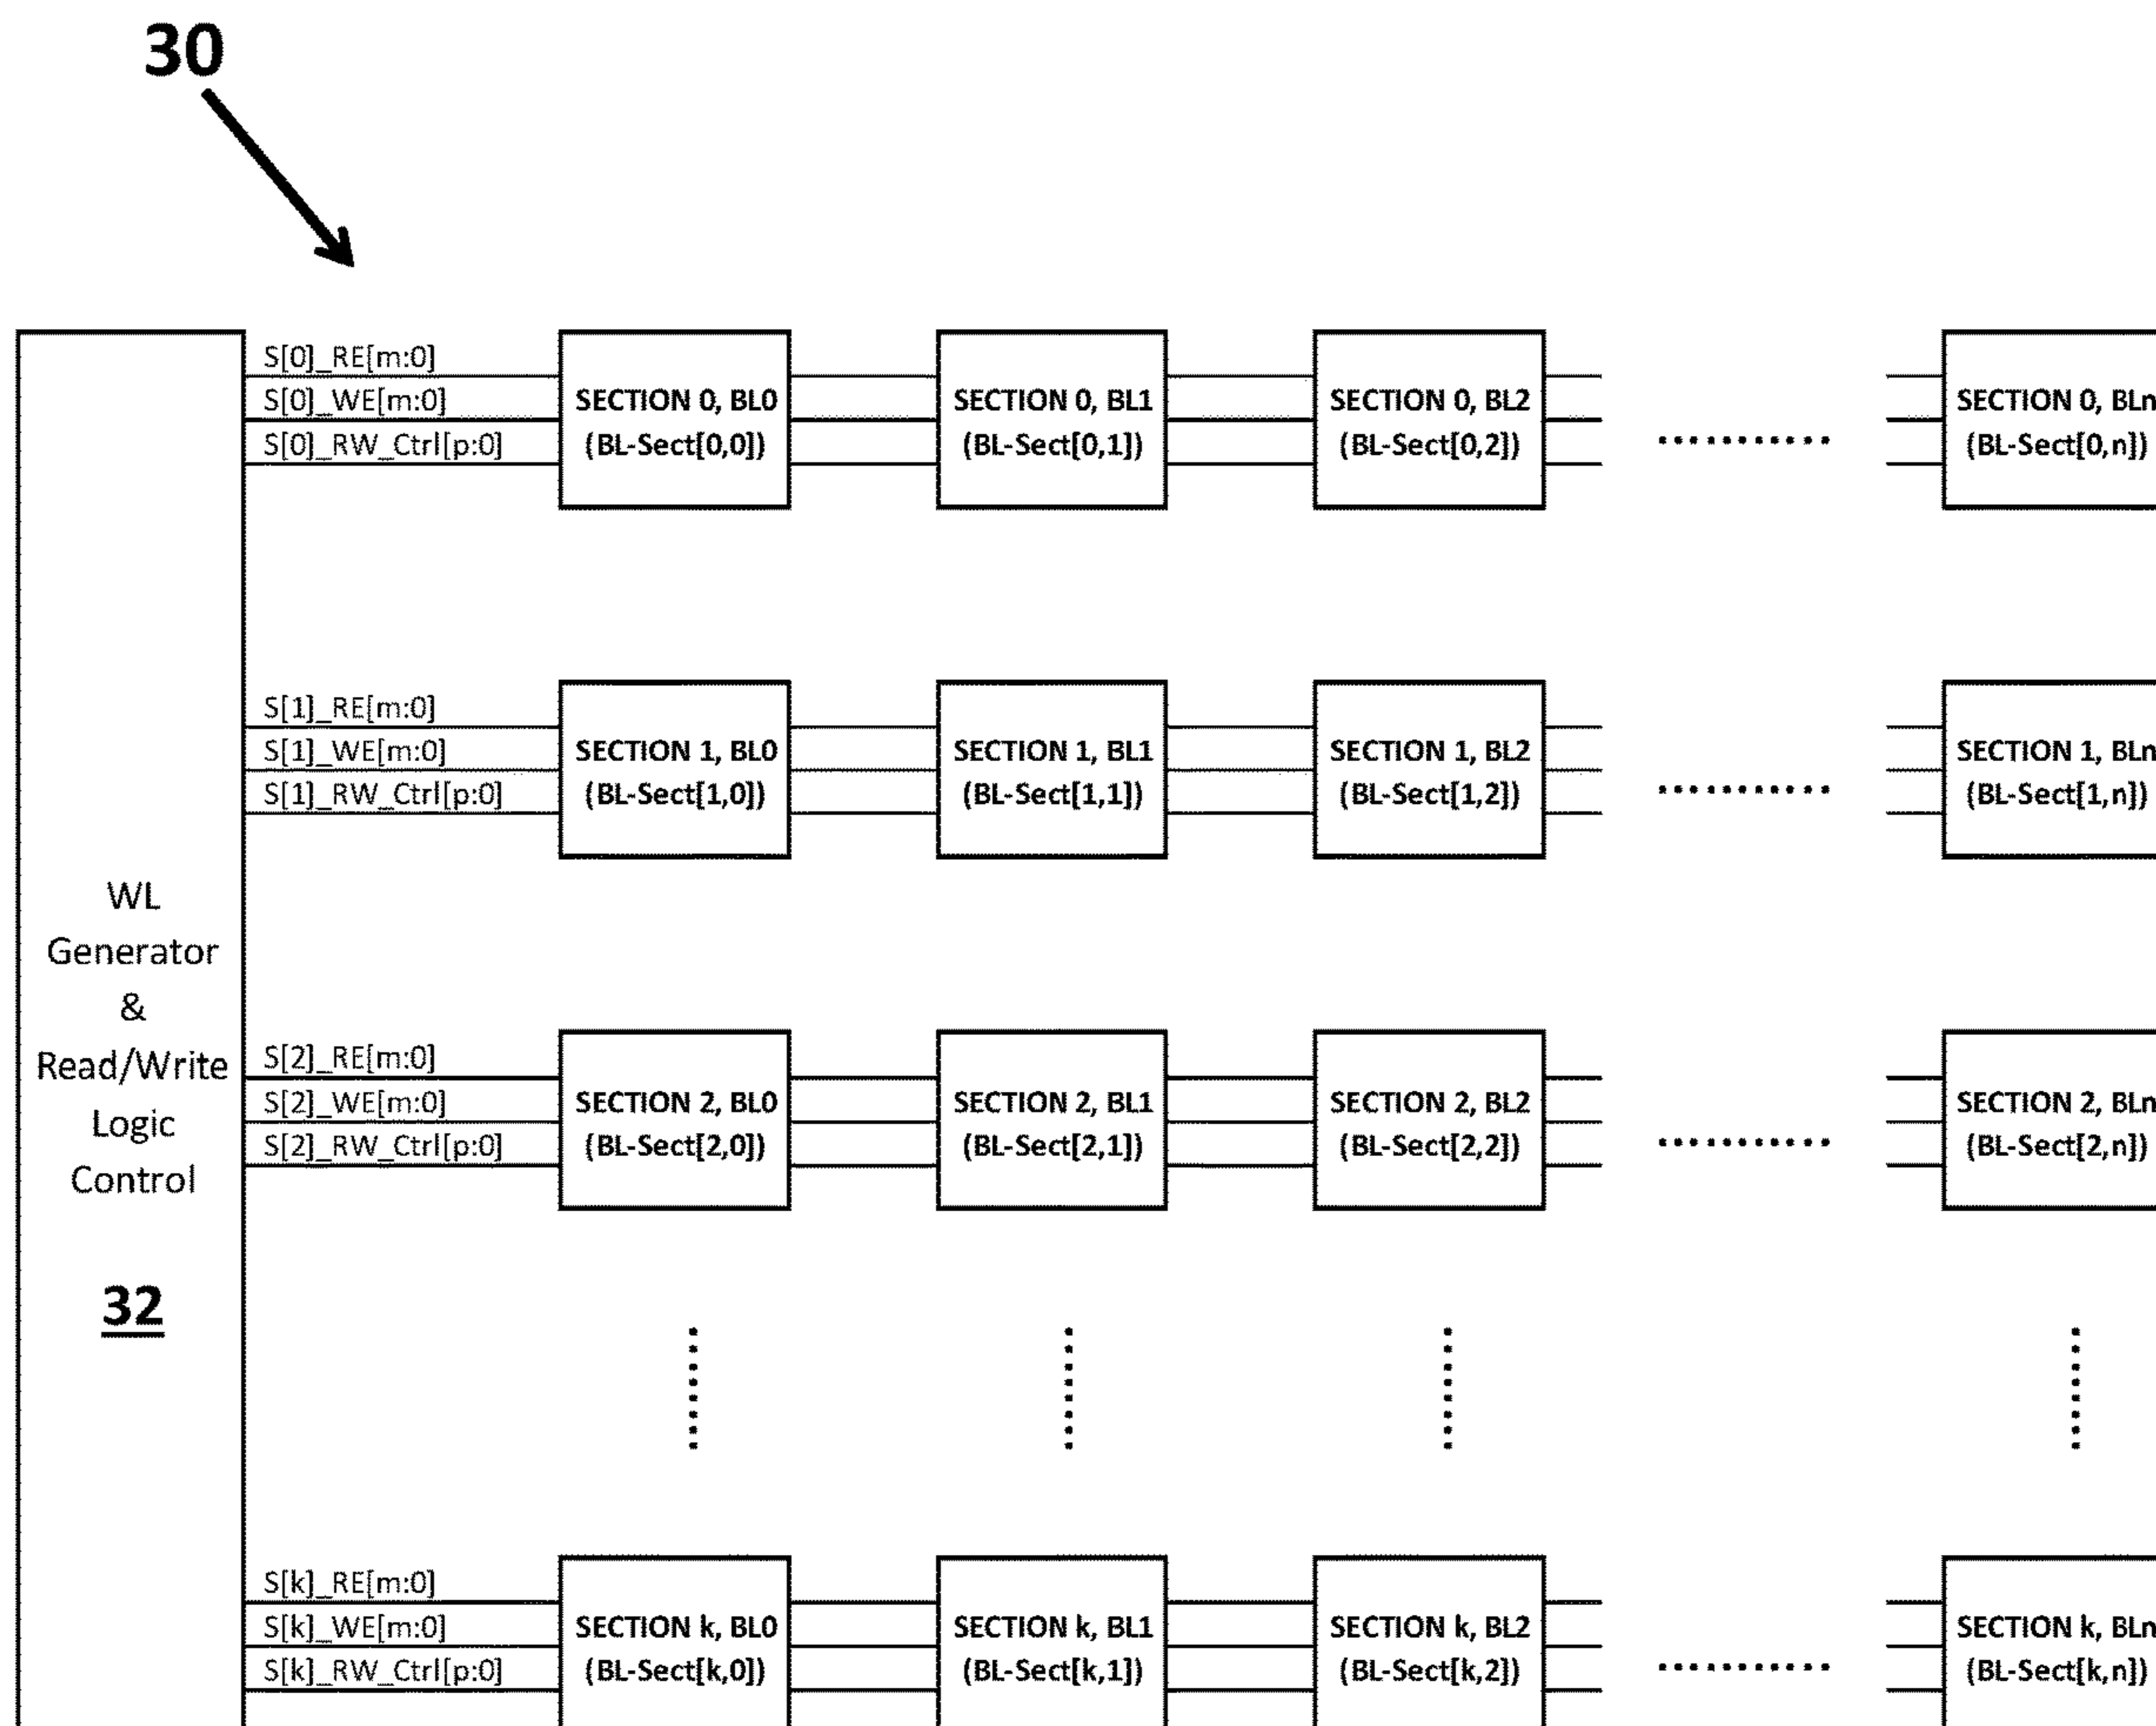 30
S[0]_RE[m:0]
S[0]_WE[m:0]
S[0]_RW_Ctrl[p:0]
SECTION 0, BL0
(BL-Sect[0,0])
SECTION 0, BL1
(BL-Sect[0,1])
SECTION 0, BL2
(BL-Sect[0,2])
SECTION 0, BLn
(BL-Sect[0,n])
S[1]_RE[m:0]
S[1]_WE[m:0]
S[1]_RW_Ctrl[p:0]
SECTION 1, BL0
(BL-Sect[1,0])
SECTION 1, BL1
(BL-Sect[1,1])
SECTION 1, BL2
(BL-Sect[1,2])
SECTION 1, BLn
(BL-Sect[1,n])
WL
Generator
&
Read/Write
Logic
Control
32
S[2]_RE[m:0]
S[2]_WE[m:0]
S[2]_RW_Ctrl[p:0]
SECTION 2, BL0
(BL-Sect[2,0])
SECTION 2, BL1
(BL-Sect[2,1])
SECTION 2, BL2
(BL-Sect[2,2])
SECTION 2, BLn
(BL-Sect[2,n])
S[k]_RE[m:0]
S[k]_WE[m:0]
S[k]_RW_Ctrl[p:0]
SECTION k, BL0
(BL-Sect[k,0])
SECTION k, BL1
(BL-Sect[k,1])
SECTION k, BL2
(BL-Sect[k,2])
SECTION k, BLn
(BL-Sect[k,n])